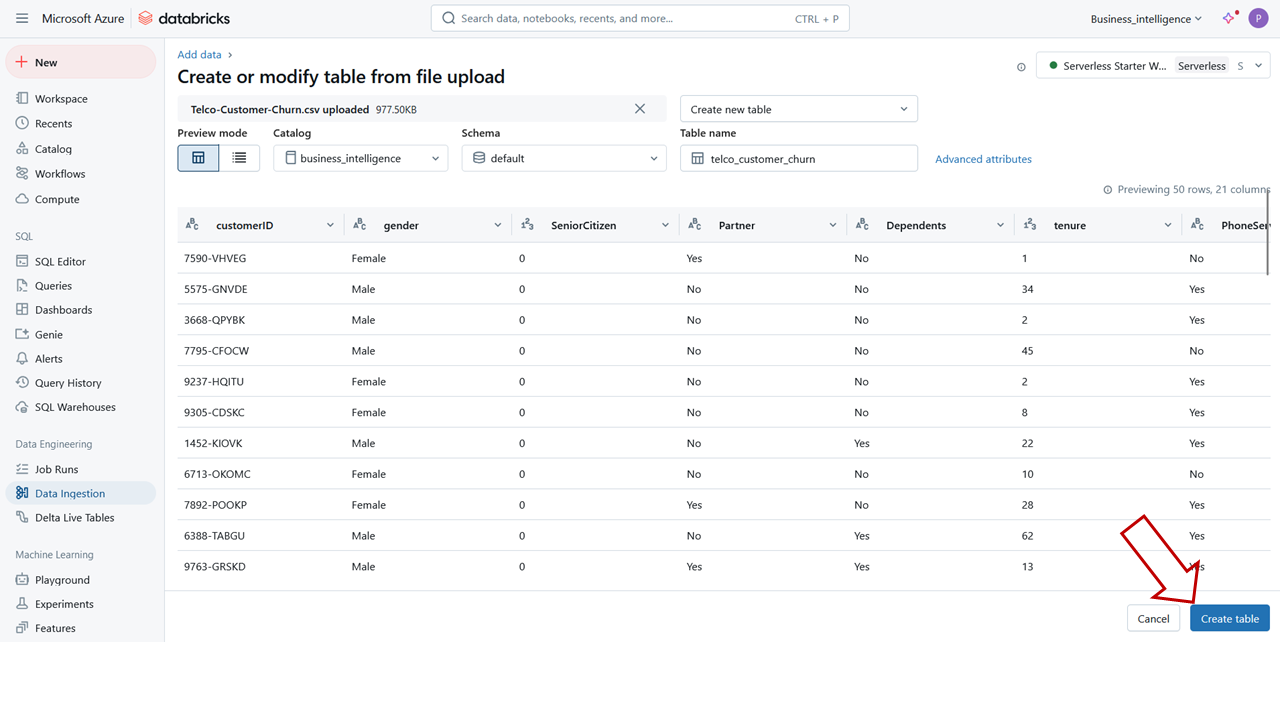 Microsoft Azure databricks Search data, notebooks, recents, and more... CTRL + P Business_intelligence P
New
Workspace
Recents
Catalog
Workflows
Compute
SQL
SQL Editor
Queries
Dashboards
Genie
Alerts
Query History
SQL Warehouses
Data Engineering
Job Runs
Data Ingestion
Delta Live Tables
Machine Learning
Playground
Experiments
Features
Add data
Create or modify table from file upload
Serverless Starter W... Serverless S
Telco-Customer-Churn.csv uploaded 977.50KB
Create new table
Preview mode Catalog Schema Table name
business_intelligence default telco_customer_churn Advanced attributes
Previewing 50 rows, 21 columns
customerID gender SeniorCitizen Partner Dependents tenure PhoneSer
7590-VHVEG Female 0 Yes No 1 No
5575-GNVDE Male 0 No No 34 Yes
3668-QPYBK Male 0 No No 2 Yes
7795-CFOCW Male 0 No No 45 No
9237-HQITU Female 0 No No 2 Yes
9305-CDSKC Female 0 No No 8 Yes
1452-KIOVK Male 0 No Yes 22 Yes
6713-OKOMC Female 0 No No 10 No
7892-POOKP Female 0 Yes No 28 Yes
6388-TABGU Male 0 No Yes 62 Yes
9763-GRSKD Male 0 Yes Yes 13 Yes
Cancel Create table